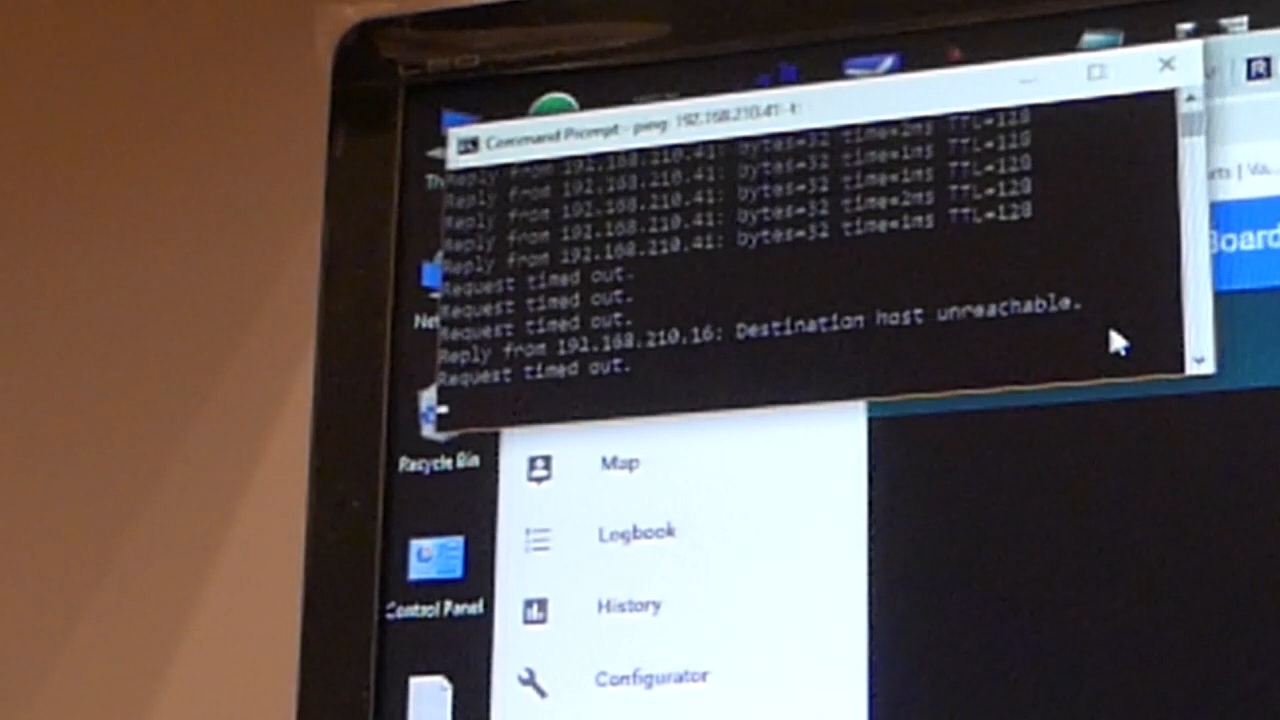 Command Prompt - ping 192.168.210.41 -t
Reply from 192.168.210.41: bytes=32 time=2ms TTL=128
Reply from 192.168.210.41: bytes=32 time=1ms TTL=128
Reply from 192.168.210.41: bytes=32 time=1ms TTL=128
Reply from 192.168.210.41: bytes=32 time=2ms TTL=128
Reply from 192.168.210.41: bytes=32 time=1ms TTL=128
Request timed out.
Request timed out.
Request timed out.
Reply from 192.168.210.16: Destination host unreachable.
Request timed out.
Board
Recycle Bin
Control Panel
Map
Logbook
History
Configurator